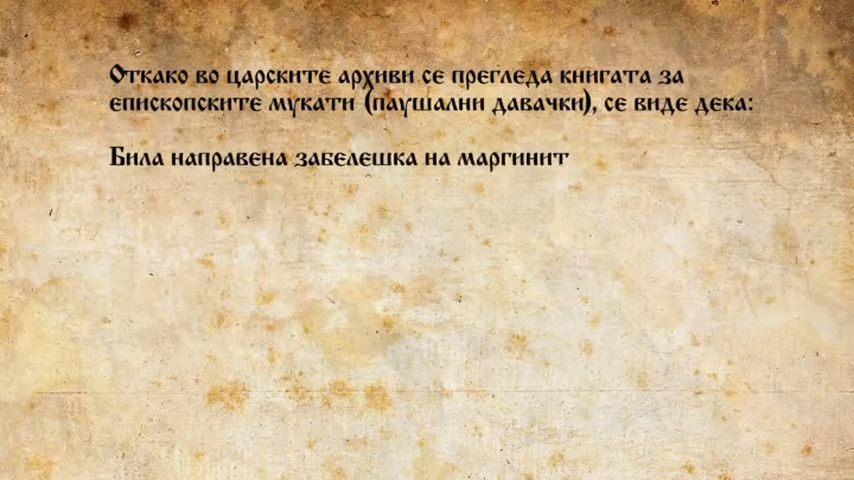 Откако во царските архиви се прегледа книгата за
епископските мукати (паушални давачки), се виде дека:
Била направена забелешка на маргинит